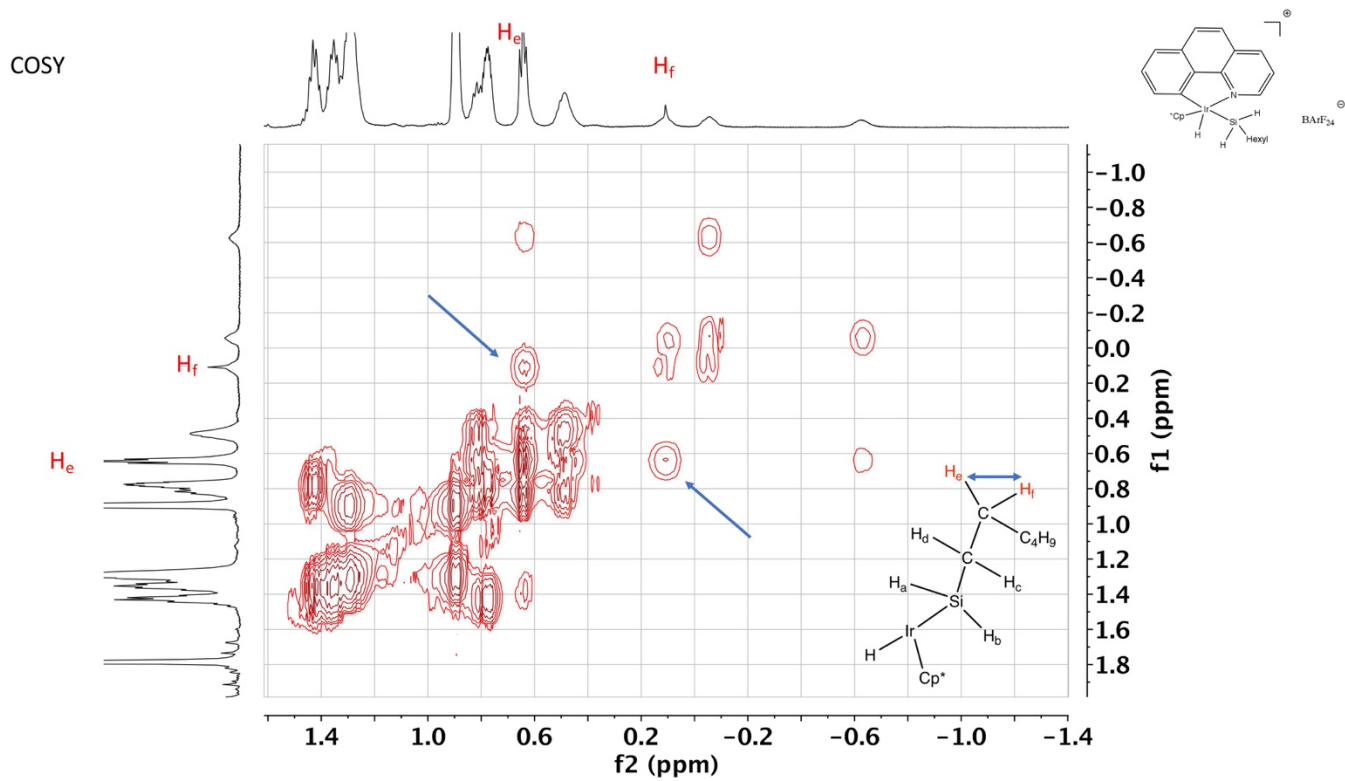 COSY
He
Hf
⊕
N
Ir
*Cp
H
Si
H
H
Hexyl
⊖
BArF24
Hf
He
-1.0
-0.8
-0.6
-0.4
-0.2
0.0
0.2
0.4
0.6
0.8
1.0
1.2
1.4
1.6
1.8
f1 (ppm)
He
Hf
C
C4H9
Hd
C
Hc
Ha
Si
Hb
Ir
H
Cp*
1.4 1.0 0.6 0.2 -0.2 -0.6 -1.0 -1.4
f2 (ppm)